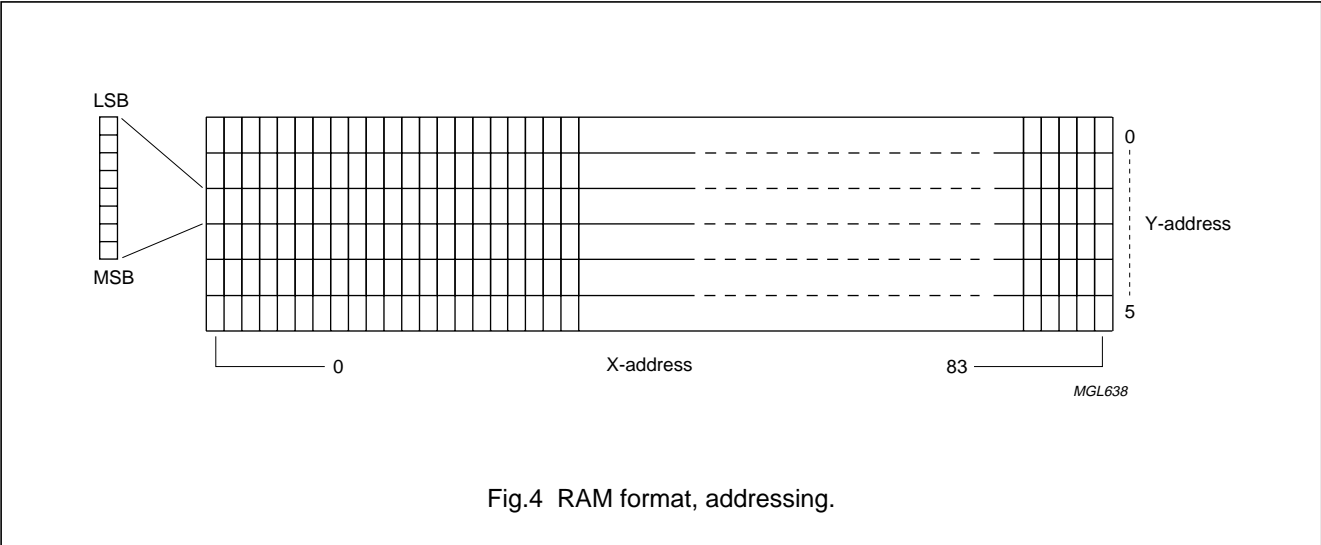 LSB
MSB
0
Y-address
5
0
X-address
83
MGL638
Fig.4 RAM format, addressing.